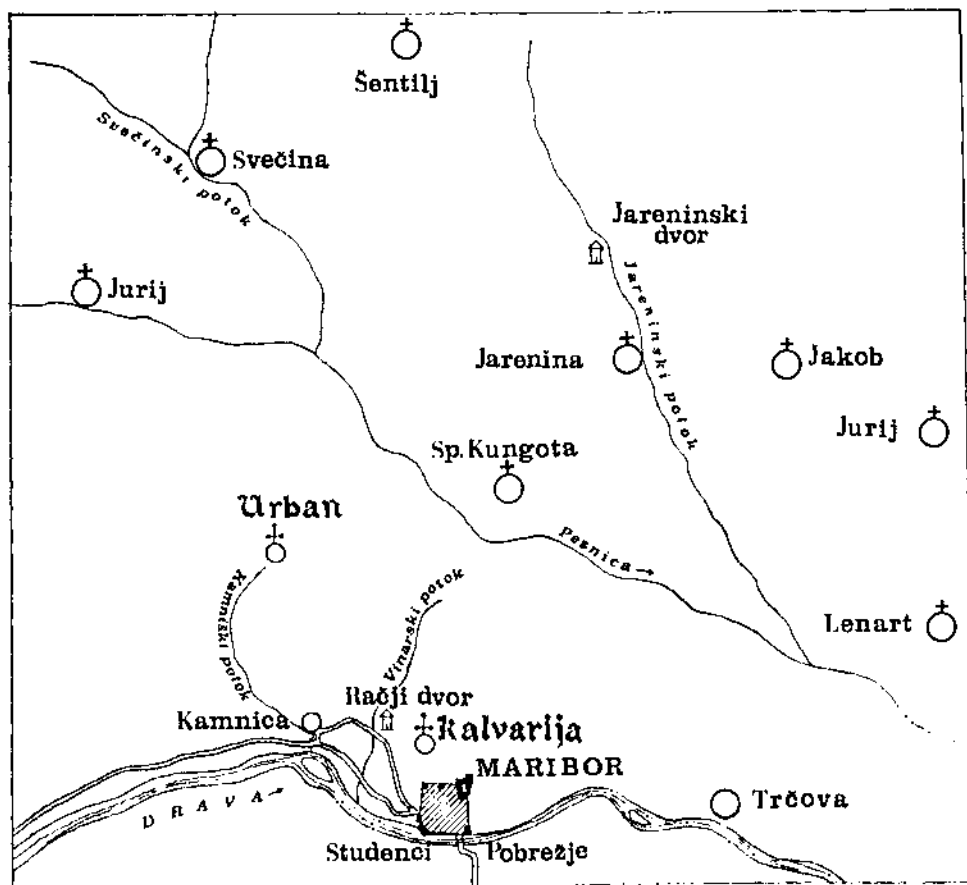 Šentilj
Svečinski potok
Svečina
Jareninski
dvor
Jurij
Jareninski potok
Jarenina
Jakob
Jurij
Sp. Kungota
Urban
Pesnica →
Kamniški potok
Vinarski potok
Lenart
Račji dvor
Kamnica
Kalvarija
MARIBOR
DRAVA →
Trčova
Studenci
Pobrežje